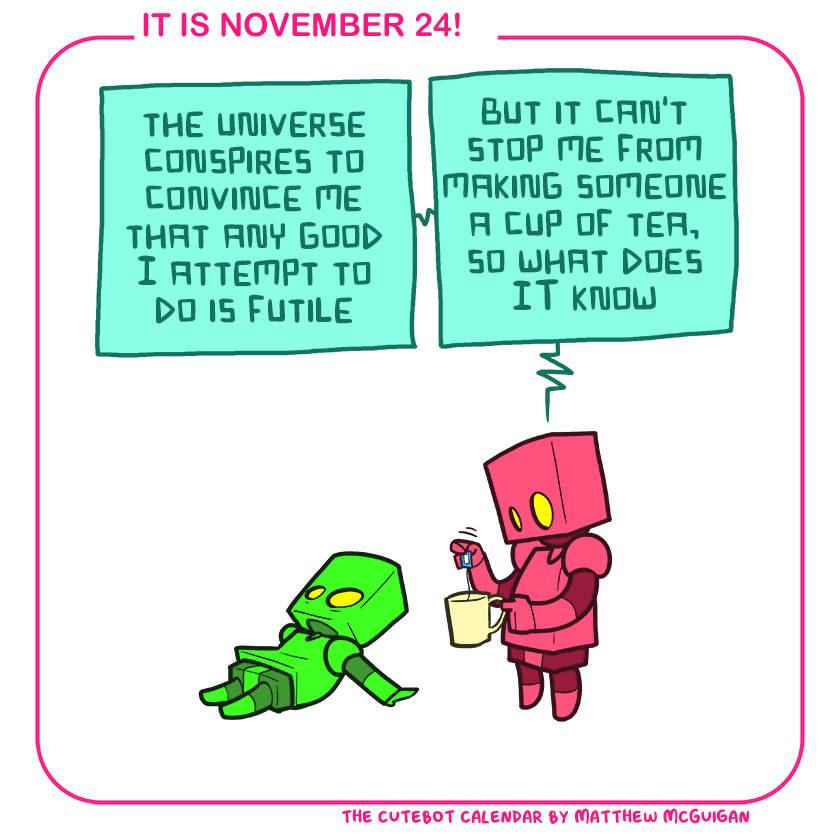 IT IS NOVEMBER 24!
THE UNIVERSE
CONSPIRES TO
CONVINCE ME
THAT ANY GOOD
I ATTEMPT TO
DO IS FUTILE
BUT IT CAN'T
STOP ME FROM
MAKING SOMEONE
A CUP OF TEA,
SO WHAT DOES
IT KNOW
THE CUTEBOT CALENDAR BY MATTHEW MCGUIGAN